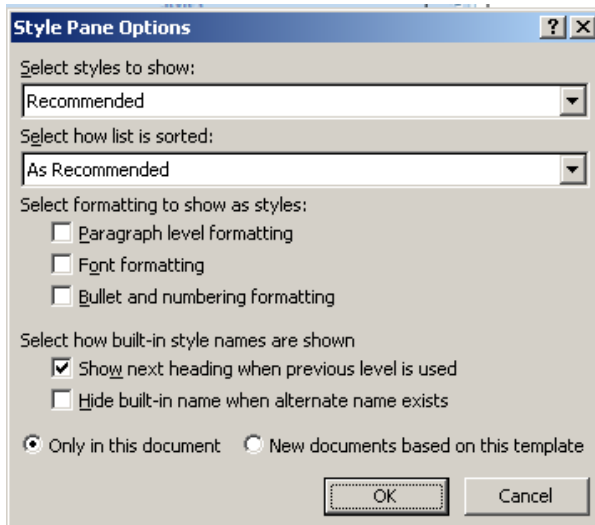 Style Pane Options
Select styles to show:
Recommended
Select how list is sorted:
As Recommended
Select formatting to show as styles:
Paragraph level formatting
Font formatting
Bullet and numbering formatting
Select how built-in style names are shown
Show next heading when previous level is used
Hide built-in name when alternate name exists
Only in this document New documents based on this template
OK Cancel